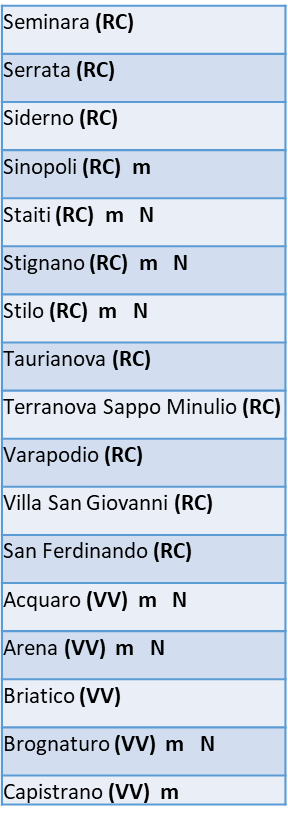 Seminara (RC)
Serrata (RC)
Siderno (RC)
Sinopoli (RC) m
Staiti (RC) m N
Stignano (RC) m N
Stilo (RC) m N
Taurianova (RC)
Terranova Sappo Minulio (RC)
Varapodio (RC)
Villa San Giovanni (RC)
San Ferdinando (RC)
Acquaro (VV) m N
Arena (VV) m N
Briatico (VV)
Brognaturo (VV) m N
Capistrano (VV) m